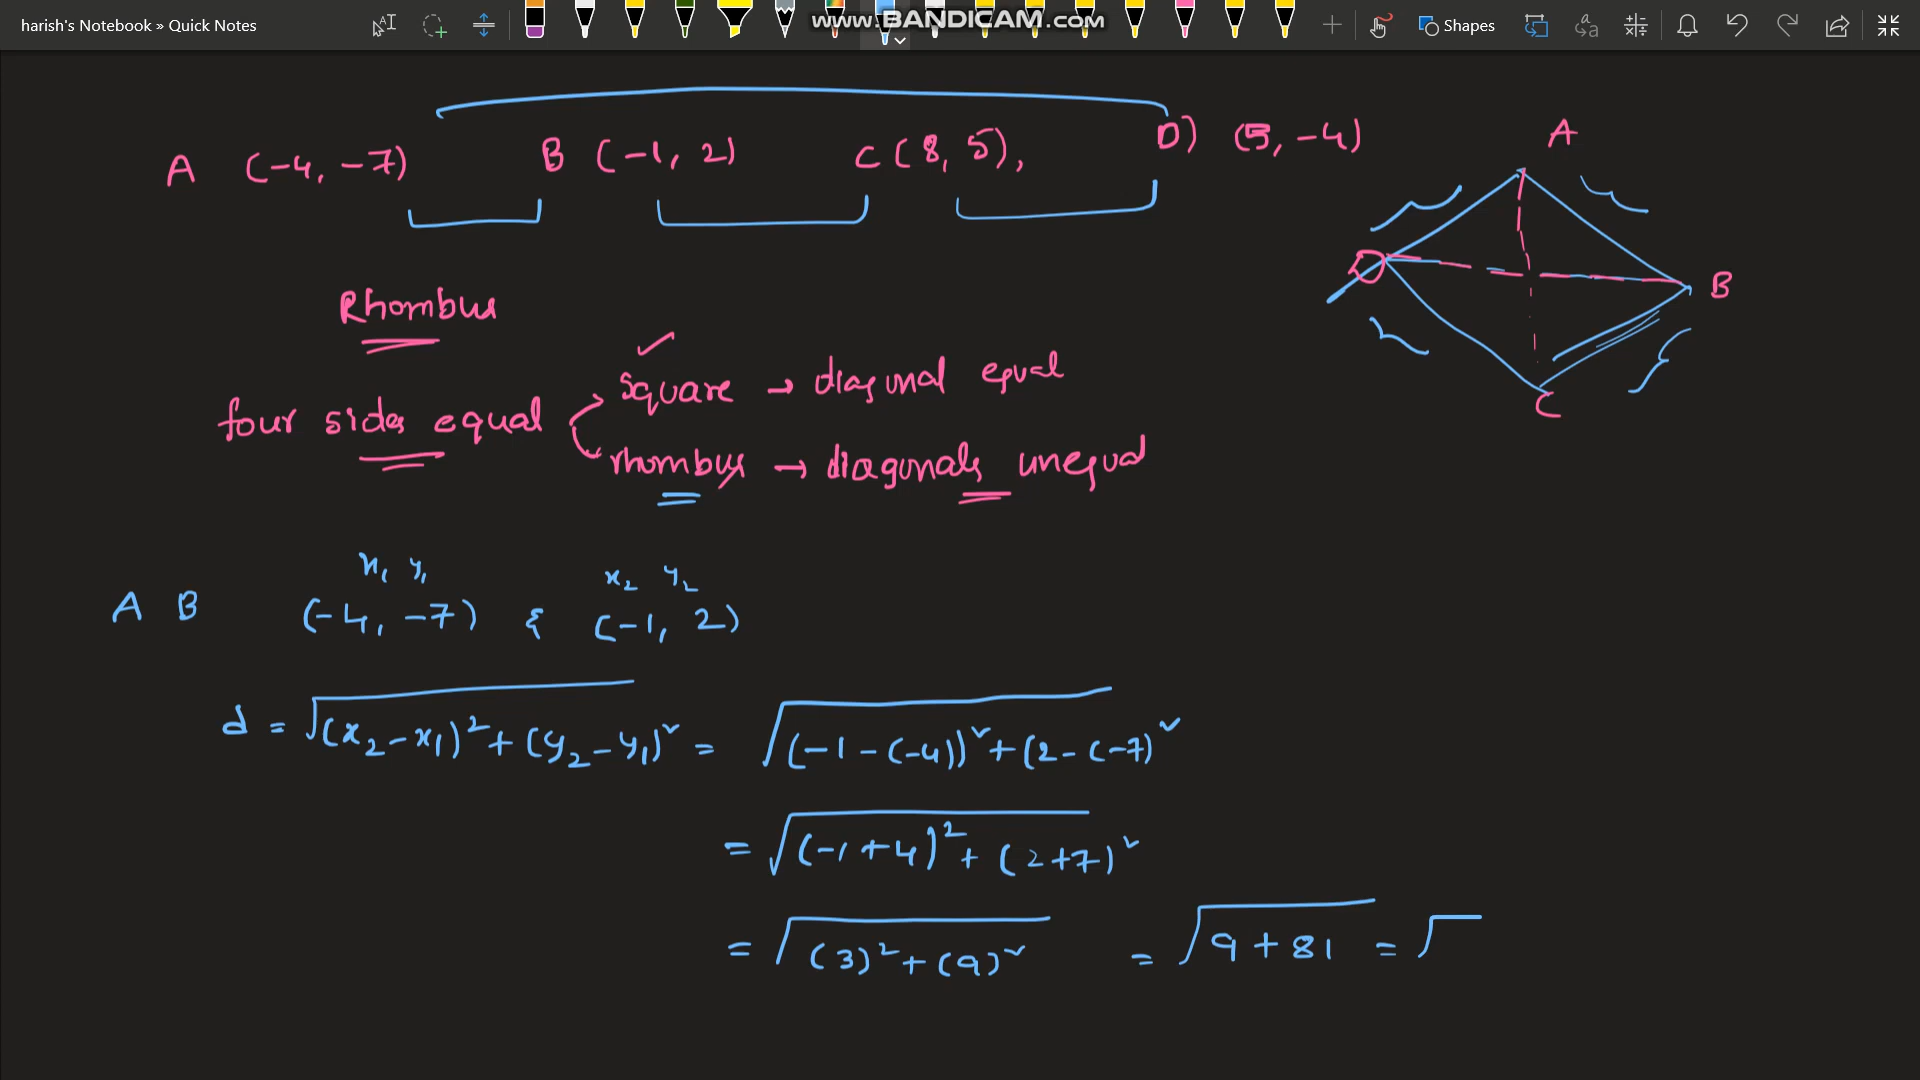 harish's Notebook » Quick Notes
www.BANDICAM.com
Shapes
A (-4, -7) B (-1, 2) C (8, 5), D) (5, -4)
A
D
B
C
Rhombus
four sides equal
square → diagonal equal
rhombus → diagonals unequal
x₁ y₁ x₂ y₂
A B (-4, -7) & (-1, 2)
d = √(x₂-x₁)²+(y₂-y₁)² = √(-1-(-4))²+(2-(-7)²
= √(-1+4)²+(2+7)²
= √(3)²+(9)² = √9+81 = √